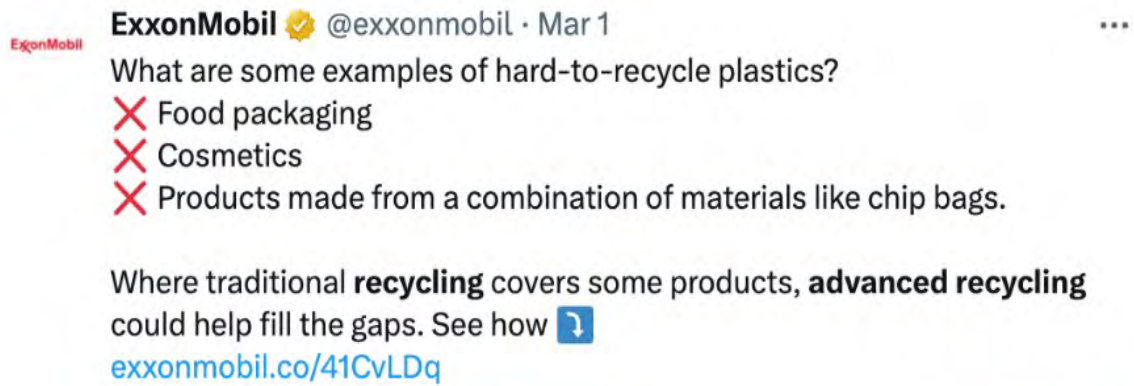 ExxonMobil @exxonmobil · Mar 1
ExxonMobil
What are some examples of hard-to-recycle plastics?
❌ Food packaging
❌ Cosmetics
❌ Products made from a combination of materials like chip bags.
Where traditional recycling covers some products, advanced recycling
could help fill the gaps. See how ⤵️
exxonmobil.co/41CvLDq